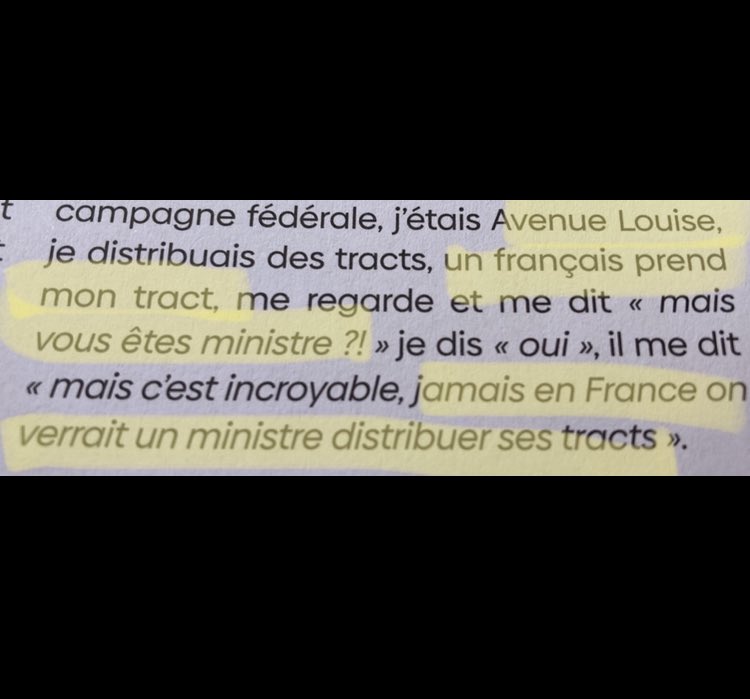 t campagne fédérale, j'étais Avenue Louise,
je distribuais des tracts, un français prend
mon tract, me regarde et me dit « mais
vous êtes ministre ?! » je dis « oui », il me dit
« mais c'est incroyable, jamais en France on
verrait un ministre distribuer ses tracts ».